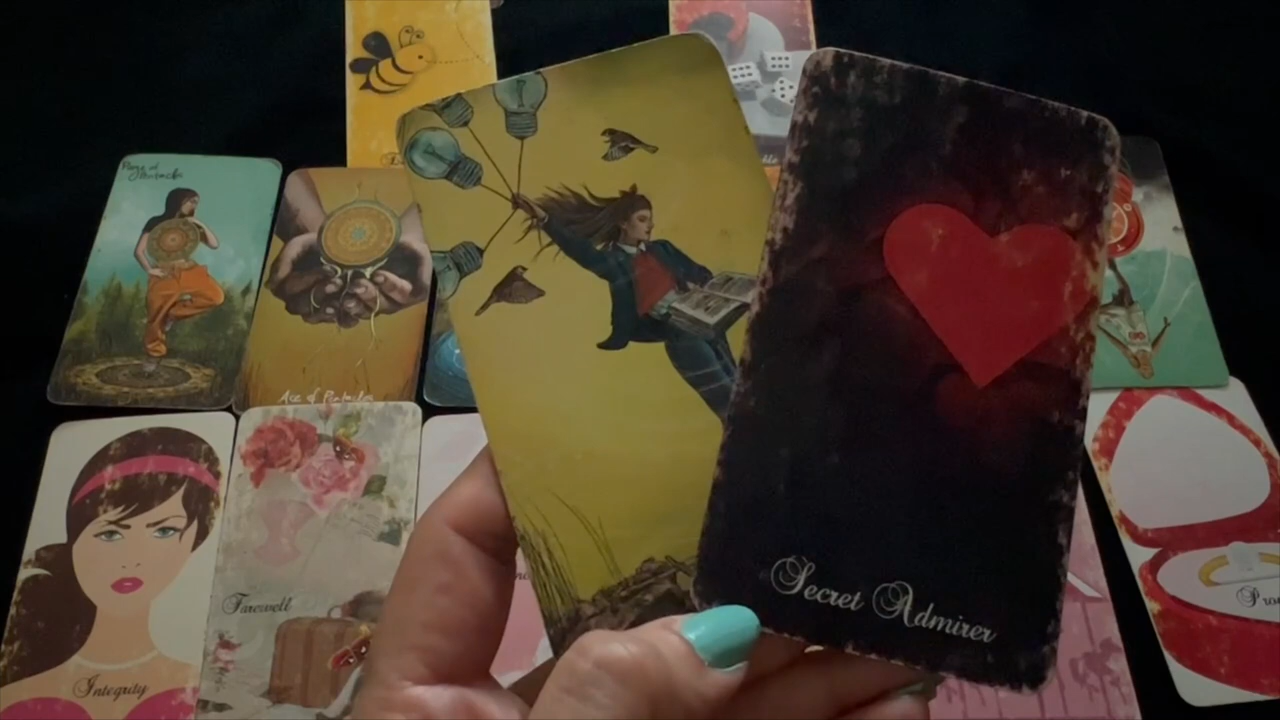 Page of
Pentacles
Ace of Pentacles
Integrity
Farewell
Secret Admirer